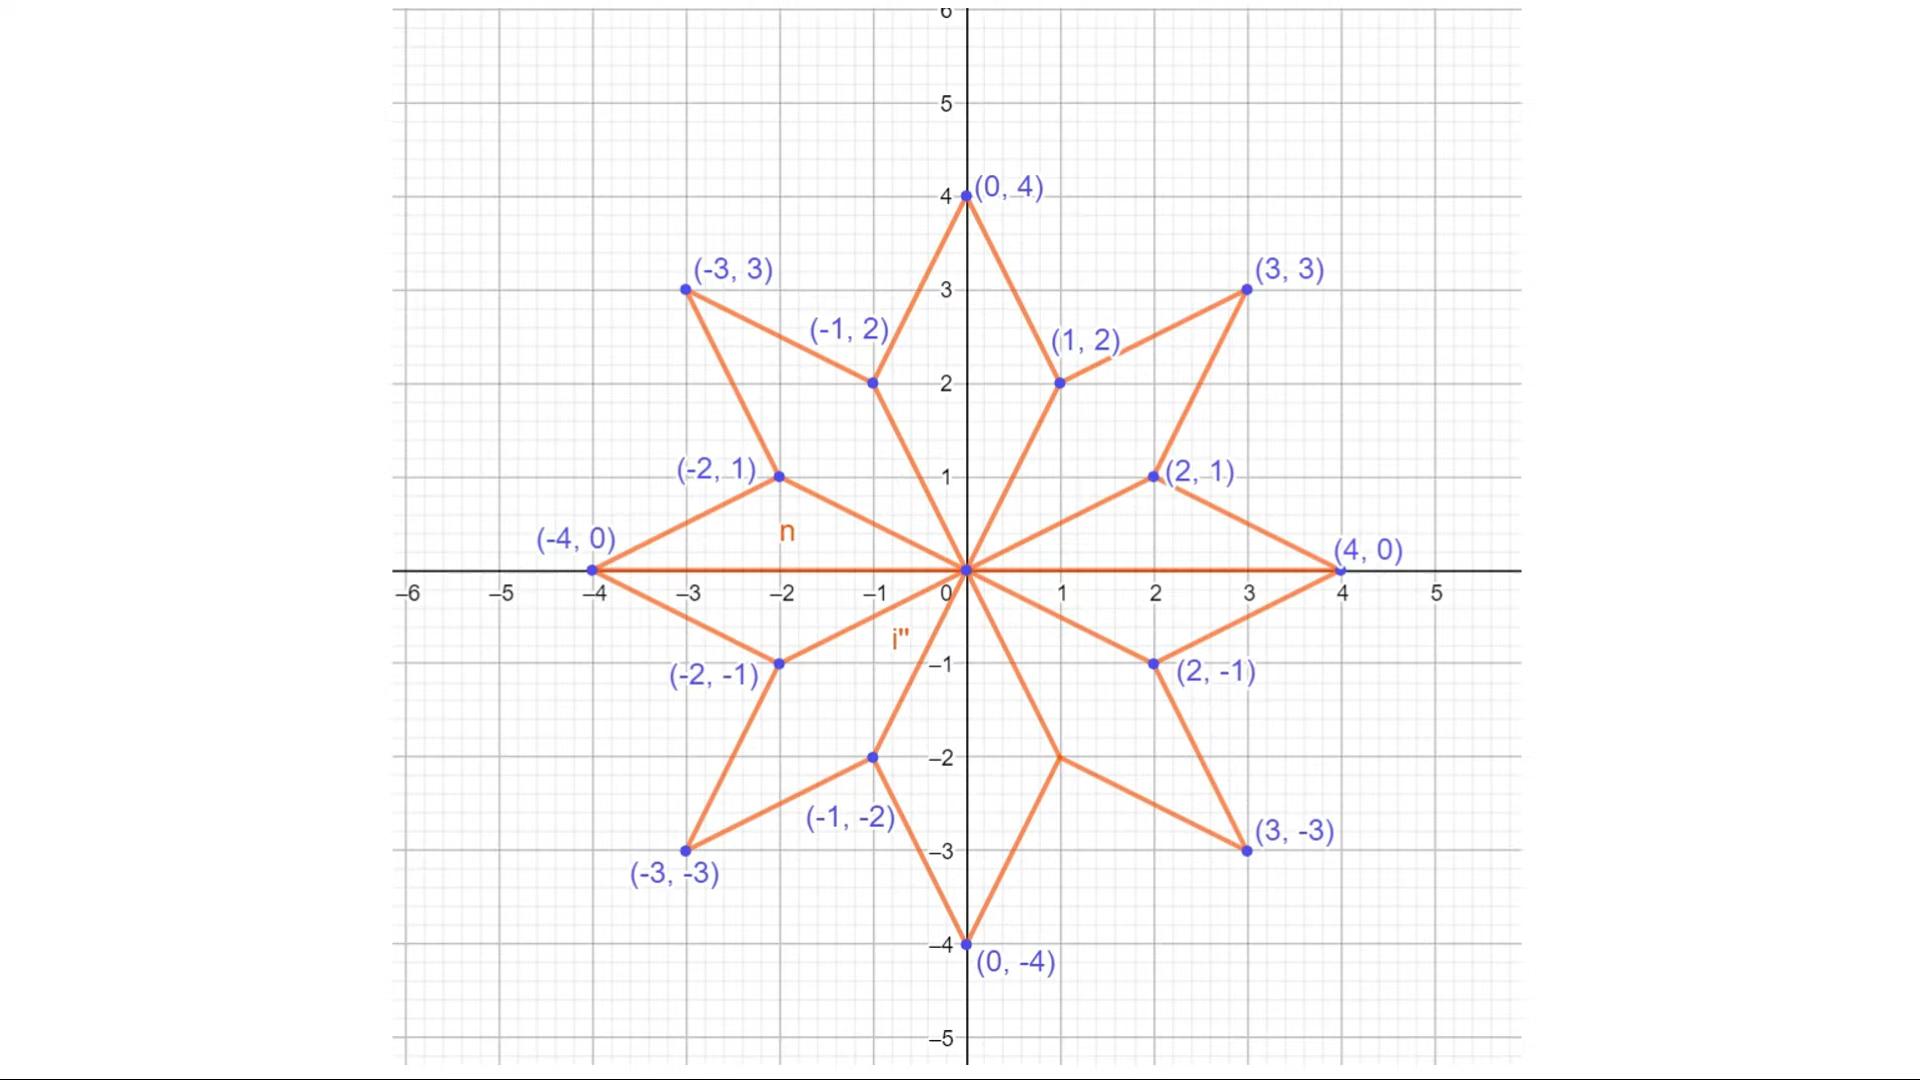 6
5
4 (0, 4)
(-3, 3) (3, 3)
3
(-1, 2) (1, 2)
2
(-2, 1) 1 (2, 1)
n
(-4, 0) (4, 0)
–6 –5 –4 –3 –2 –1 0 1 2 3 4 5
i"
–1
(-2, -1) (2, -1)
–2
(-1, -2) (3, -3)
–3
(-3, -3)
–4
(0, -4)
–5